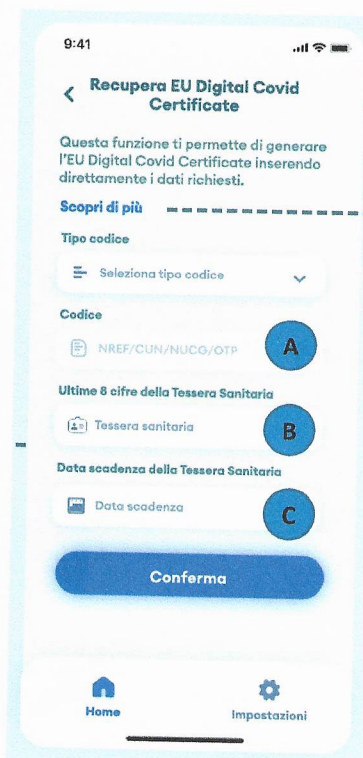 9:41
Recupera EU Digital Covid
Certificate
Questa funzione ti permette di generare
l'EU Digital Covid Certificate inserendo
direttamente i dati richiesti.
Scopri di più
Tipo codice
Seleziona tipo codice
Codice
NREF/CUN/NUCG/OTP
A
Ultime 8 cifre della Tessera Sanitaria
Tessera sanitaria
B
Data scadenza della Tessera Sanitaria
Data scadenza
C
Conferma
Home
Impostazioni